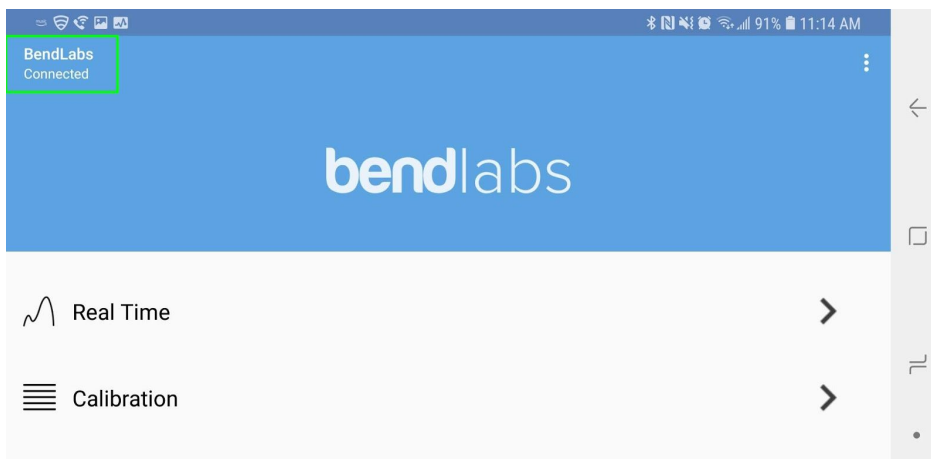 91% 11:14 AM
BendLabs
Connected
bendlabs
Real Time
Calibration